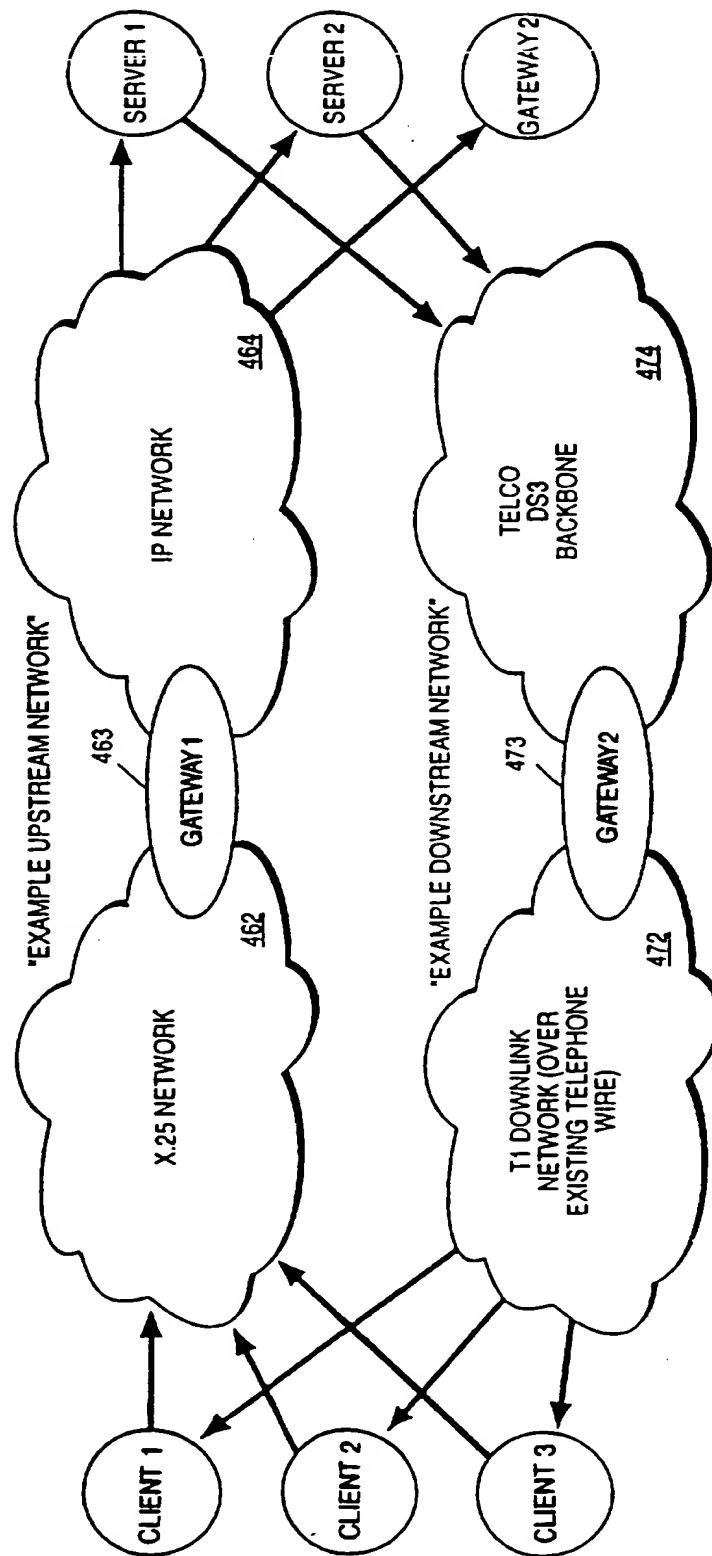 "EXAMPLE UPSTREAM NETWORK"
CLIENT 1
CLIENT 2
CLIENT 3
X.25 NETWORK
462
463
GATEWAY1
IP NETWORK
464
SERVER 1
SERVER 2
GATEWAY2
"EXAMPLE DOWNSTREAM NETWORK"
T1 DOWNLINK
NETWORK (OVER
EXISTING TELEPHONE
WIRE)
472
473
GATEWAY2
TELCO
DS3
BACKBONE
474